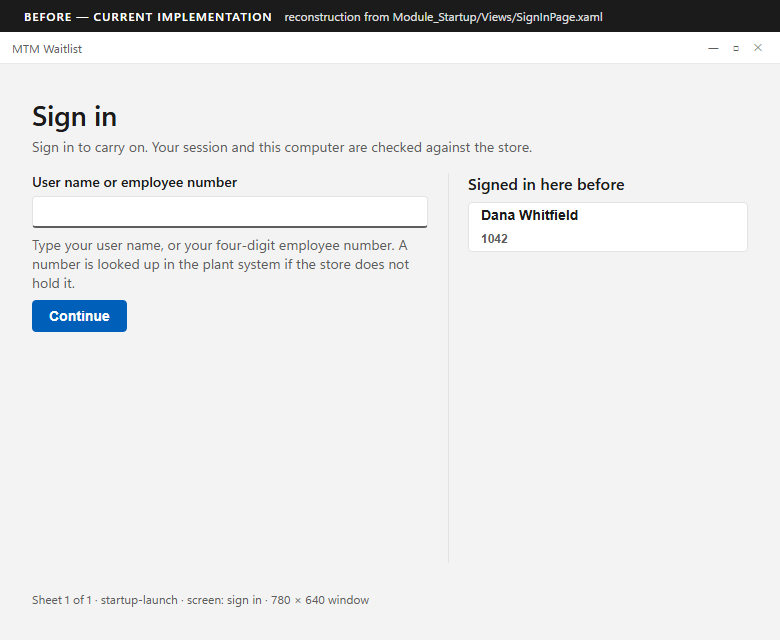 BEFORE — CURRENT IMPLEMENTATION reconstruction from Module_Startup/Views/SignInPage.xaml
MTM Waitlist
Sign in
Sign in to carry on. Your session and this computer are checked against the store.
User name or employee number
Type your user name, or your four-digit employee number. A
number is looked up in the plant system if the store does not
hold it.
Continue
Signed in here before
Dana Whitfield
1042
Sheet 1 of 1 · startup-launch · screen: sign in · 780 × 640 window